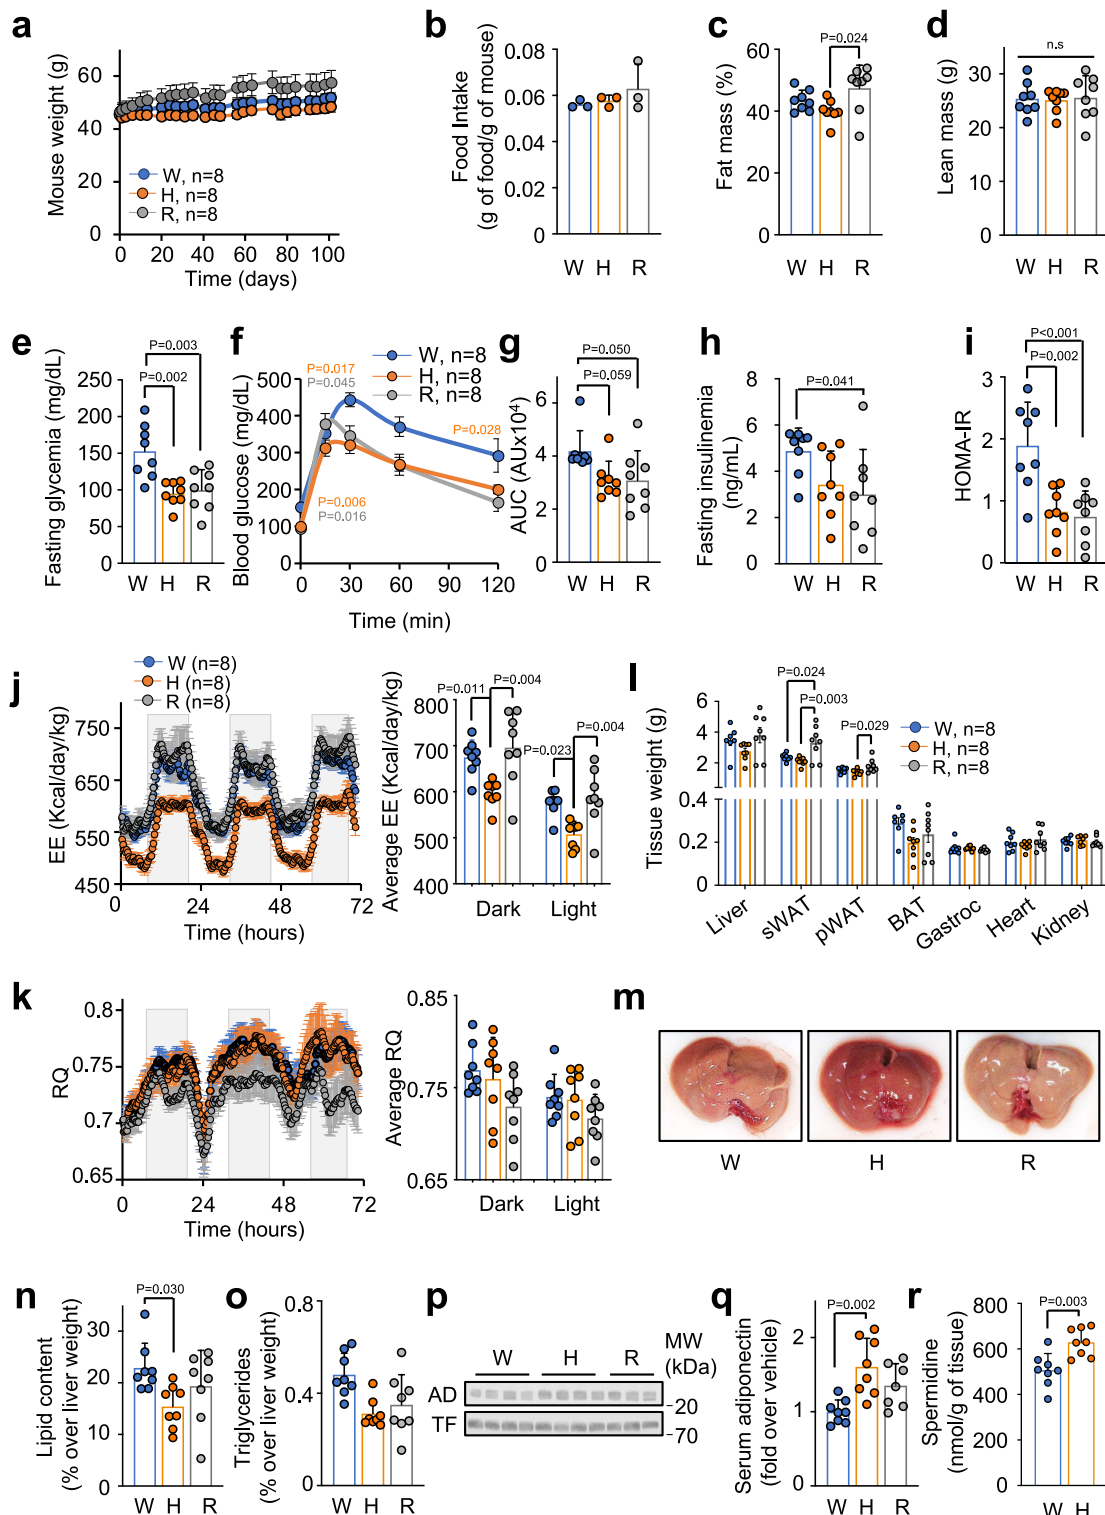 a
Mouse weight (g)
60
40
20
0
W, n=8
H, n=8
R, n=8
0 20 40 60 80 100
Time (days)
b
Food Intake
(g of food/g of mouse)
0.08
0.06
0.04
0.02
0
W H R
c
Fat mass (%)
60
40
20
0
P=0.024
W H R
d
Lean mass (g)
30
20
10
0
n.s
W H R
e
Fasting glycemia (mg/dL)
250
200
150
100
50
0
P=0.003
P=0.002
W H R
f
Blood glucose (mg/dL)
500
400
300
200
100
0
P=0.017
P=0.045
W, n=8
H, n=8
R, n=8
P=0.028
P=0.006
P=0.016
0 30 60 90 120
Time (min)
g
AUC (AUx10⁴)
6
4
2
0
P=0.050
P=0.059
W H R
h
Fasting insulinemia
(ng/mL)
8
6
4
2
0
P=0.041
W H R
i
HOMA-IR
3
2
1
0
P<0.001
P=0.002
W H R
j
W (n=8)
H (n=8)
R (n=8)
EE (Kcal/day/kg)
750
650
550
450
0 24 48 72
Time (hours)
Average EE (Kcal/day/kg)
800
700
600
500
400
P=0.011
P=0.004
P=0.023
P=0.004
Dark Light
l
Tissue weight (g)
6
4
2
0.4
0.2
0
P=0.024
P=0.003
P=0.029
W, n=8
H, n=8
R, n=8
Liver
sWAT
pWAT
BAT
Gastroc
Heart
Kidney
k
RQ
0.8
0.75
0.7
0.65
0 24 48 72
Time (hours)
Average RQ
0.85
0.75
0.65
Dark Light
m
W H R
n
Lipid content
(% over liver weight)
30
20
10
0
P=0.030
W H R
o
Triglycerides
(% over liver weight)
0.8
0.4
0
W H R
p
W H R
MW
(kDa)
AD
-20
TF
-70
q
Serum adiponectin
(fold over vehicle)
2
1
0
P=0.002
W H R
r
Spermidine
(nmol/g of tissue)
800
600
400
200
0
P=0.003
W H